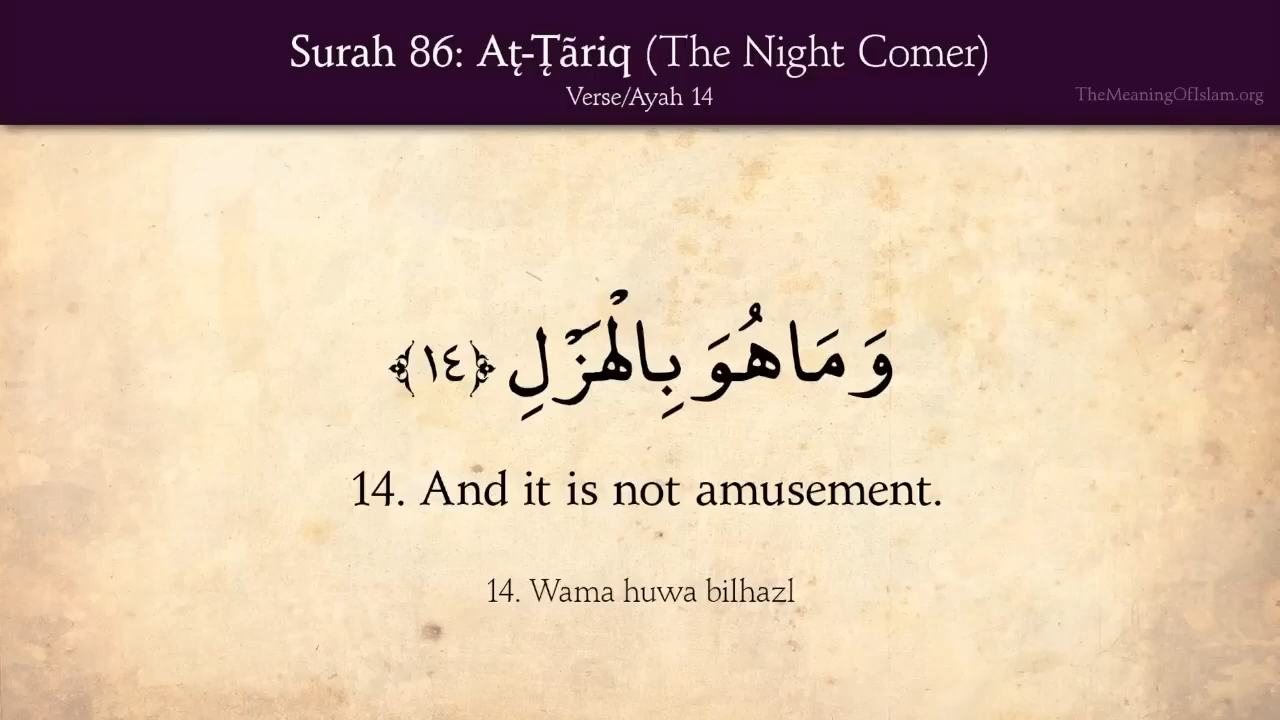 Surah 86: Aţ-Ţãriq (The Night Comer)
Verse/Ayah 14
TheMeaningOfIslam.org
وَمَا هُوَ بِالْهَزْلِ ﴿١٤﴾
14. And it is not amusement.
14. Wama huwa bilhazl